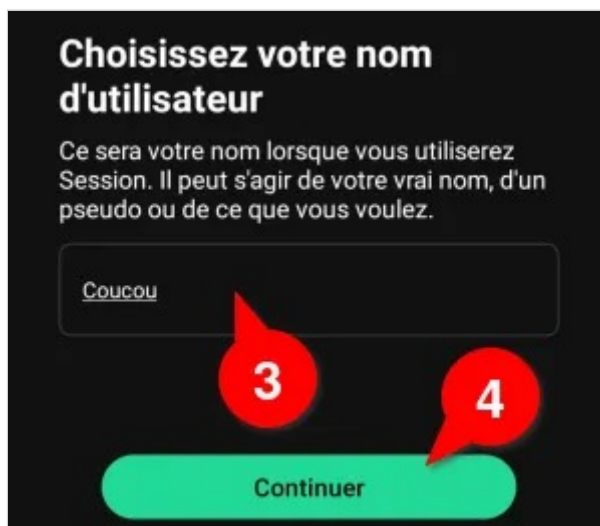 Choisissez votre nom
d'utilisateur
Ce sera votre nom lorsque vous utiliserez
Session. Il peut s'agir de votre vrai nom, d'un
pseudo ou de ce que vous voulez.
Coucou
3
4
Continuer